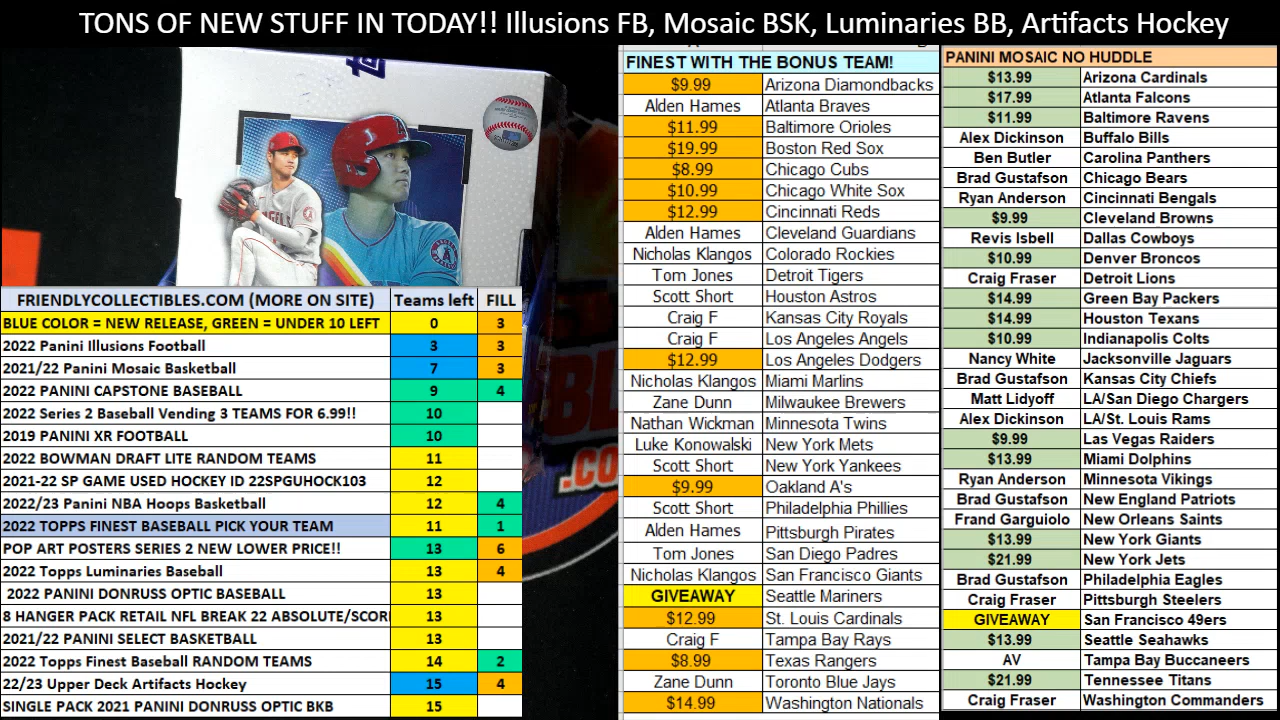 TONS OF NEW STUFF IN TODAY!! Illusions FB, Mosaic BSK, Luminaries BB, Artifacts Hockey
FRIENDLYCOLLECTIBLES.COM (MORE ON SITE) Teams left FILL
BLUE COLOR = NEW RELEASE, GREEN = UNDER 10 LEFT 0 3
2022 Panini Illusions Football 3 3
2021/22 Panini Mosaic Basketball 7 3
2022 PANINI CAPSTONE BASEBALL 9 4
2022 Series 2 Baseball Vending 3 TEAMS FOR 6.99!! 10
2019 PANINI XR FOOTBALL 10
2022 BOWMAN DRAFT LITE RANDOM TEAMS 11
2021-22 SP GAME USED HOCKEY ID 22SPGUHOCK103 12
2022/23 Panini NBA Hoops Basketball 12 4
2022 TOPPS FINEST BASEBALL PICK YOUR TEAM 11 1
POP ART POSTERS SERIES 2 NEW LOWER PRICE!! 13 6
2022 Topps Luminaries Baseball 13 4
2022 PANINI DONRUSS OPTIC BASEBALL 13
8 HANGER PACK RETAIL NFL BREAK 22 ABSOLUTE/SCORE 13
2021/22 PANINI SELECT BASKETBALL 13
2022 Topps Finest Baseball RANDOM TEAMS 14 2
22/23 Upper Deck Artifacts Hockey 15 4
SINGLE PACK 2021 PANINI DONRUSS OPTIC BKB 15
FINEST WITH THE BONUS TEAM!
$9.99 Arizona Diamondbacks
Alden Hames Atlanta Braves
$11.99 Baltimore Orioles
$19.99 Boston Red Sox
$8.99 Chicago Cubs
$10.99 Chicago White Sox
$12.99 Cincinnati Reds
Alden Hames Cleveland Guardians
Nicholas Klangos Colorado Rockies
Tom Jones Detroit Tigers
Scott Short Houston Astros
Craig F Kansas City Royals
Craig F Los Angeles Angels
$12.99 Los Angeles Dodgers
Nicholas Klangos Miami Marlins
Zane Dunn Milwaukee Brewers
Nathan Wickman Minnesota Twins
Luke Konowalski New York Mets
Scott Short New York Yankees
$9.99 Oakland A's
Scott Short Philadelphia Phillies
Alden Hames Pittsburgh Pirates
Tom Jones San Diego Padres
Nicholas Klangos San Francisco Giants
GIVEAWAY Seattle Mariners
$12.99 St. Louis Cardinals
Craig F Tampa Bay Rays
$8.99 Texas Rangers
Zane Dunn Toronto Blue Jays
$14.99 Washington Nationals
PANINI MOSAIC NO HUDDLE
$13.99 Arizona Cardinals
$17.99 Atlanta Falcons
$11.99 Baltimore Ravens
Alex Dickinson Buffalo Bills
Ben Butler Carolina Panthers
Brad Gustafson Chicago Bears
Ryan Anderson Cincinnati Bengals
$9.99 Cleveland Browns
Revis Isbell Dallas Cowboys
$10.99 Denver Broncos
Craig Fraser Detroit Lions
$14.99 Green Bay Packers
$14.99 Houston Texans
$10.99 Indianapolis Colts
Nancy White Jacksonville Jaguars
Brad Gustafson Kansas City Chiefs
Matt Lidyoff LA/San Diego Chargers
Alex Dickinson LA/St. Louis Rams
$9.99 Las Vegas Raiders
$13.99 Miami Dolphins
Ryan Anderson Minnesota Vikings
Brad Gustafson New England Patriots
Frand Garguiolo New Orleans Saints
$13.99 New York Giants
$21.99 New York Jets
Brad Gustafson Philadelphia Eagles
Craig Fraser Pittsburgh Steelers
GIVEAWAY San Francisco 49ers
$13.99 Seattle Seahawks
AV Tampa Bay Buccaneers
$21.99 Tennessee Titans
Craig Fraser Washington Commanders